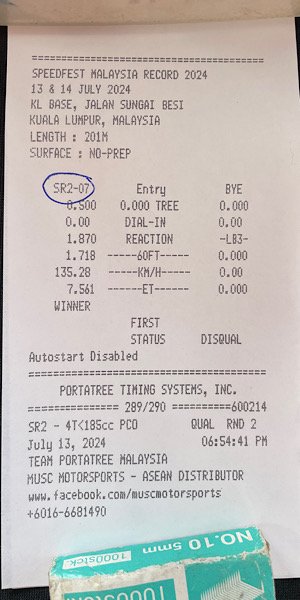 ==========================================
SPEEDFEST MALAYSIA RECORD 2024
13 & 14 JULY 2024
KL BASE, JALAN SUNGAI BESI
KUALA LUMPUR, MALAYSIA
LENGTH : 201M
SURFACE : NO-PREP
SR2-07 Entry BYE
0.500 0.000 TREE 0.000
0.00 DIAL-IN 0.00
1.870 REACTION -LB3-
1.718 ------60FT----- 0.000
135.28 ------KM/H----- 0.00
7.561 -------ET------ 0.000
WINNER
FIRST
STATUS DISQUAL
Autostart Disabled
==========================================
PORTATREE TIMING SYSTEMS, INC.
================ 289/290 ==========600214
SR2 - 4T<185cc PCO QUAL RND 2
July 13, 2024 06:54:41 PM
TEAM PORTATREE MALAYSIA
MUSC MOTORSPORTS - ASEAN DISTRIBUTOR
www.facebook.com/muscmotorsports
+6016-6681490
NO.10 5mm
1000stck.
1000stck